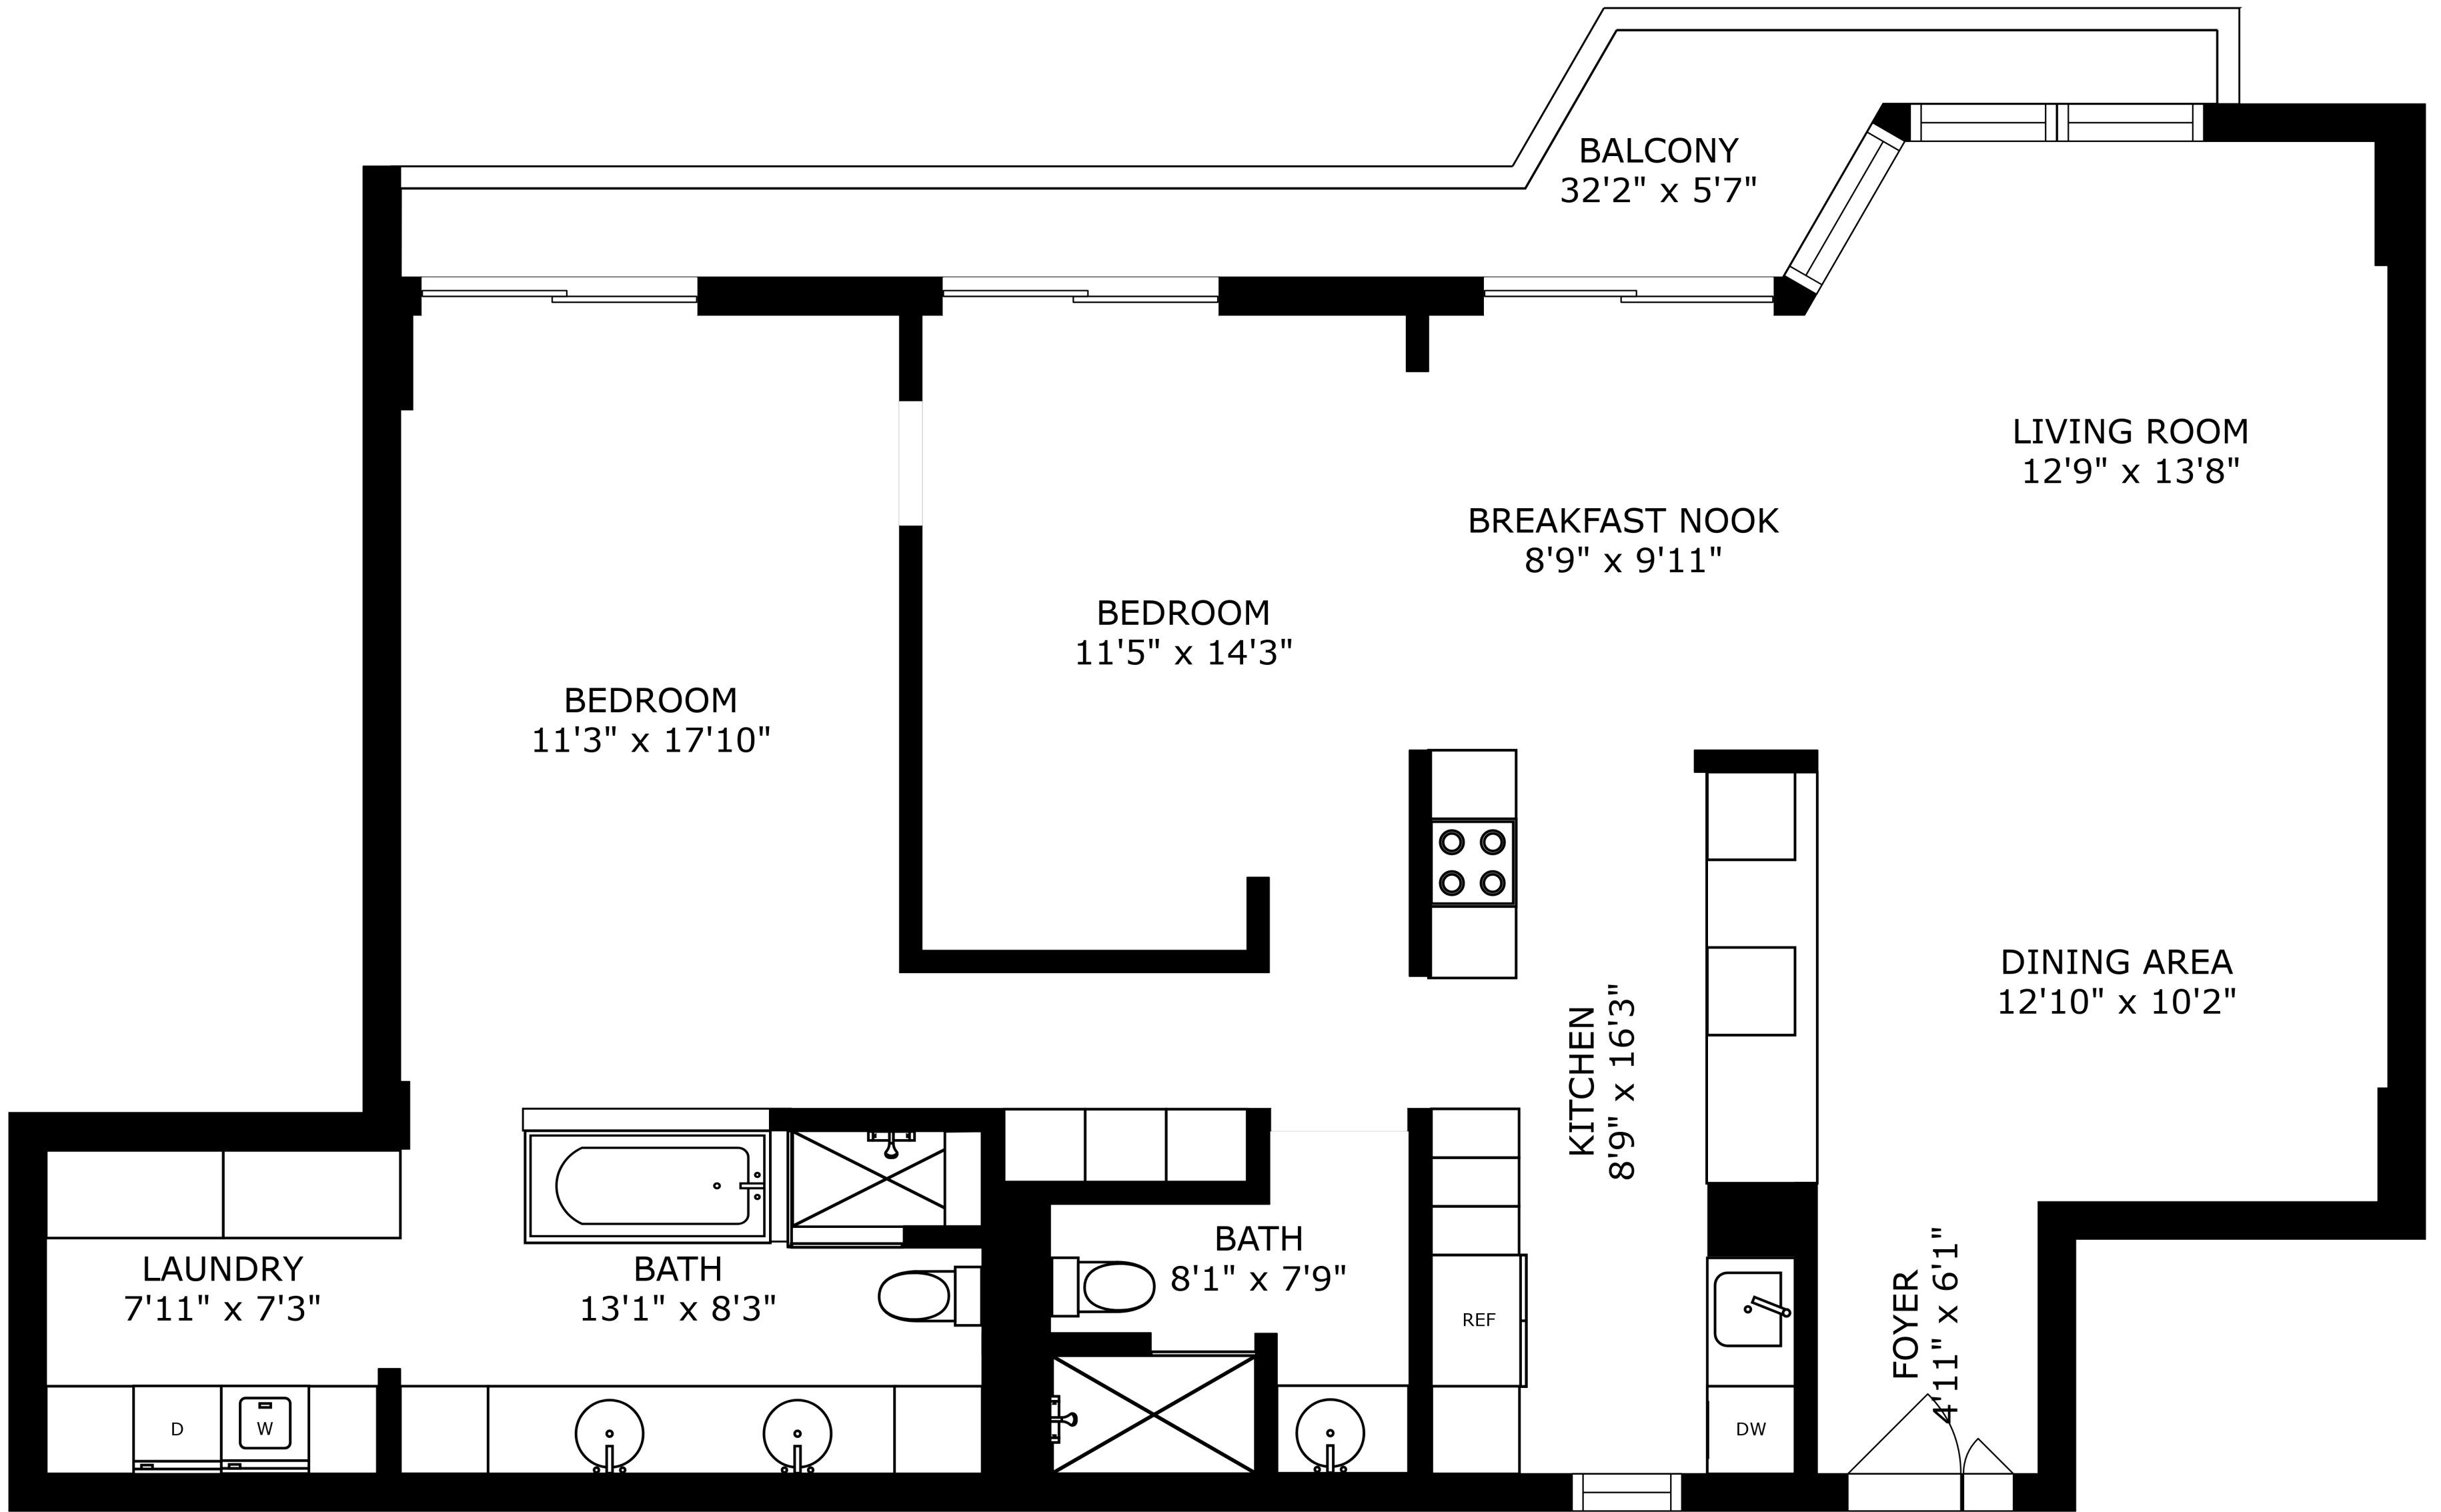 BALCONY
32'2" x 5'7"
LIVING ROOM
12'9" x 13'8"
BREAKFAST NOOK
8'9" x 9'11"
BEDROOM
11'5" x 14'3"
BEDROOM
11'3" x 17'10"
DINING AREA
12'10" x 10'2"
KITCHEN
8'9" x 16'3"
LAUNDRY
7'11" x 7'3"
BATH
13'1" x 8'3"
BATH
8'1" x 7'9"
FOYER
4'11" x 6'1"
REF
D
W
DW